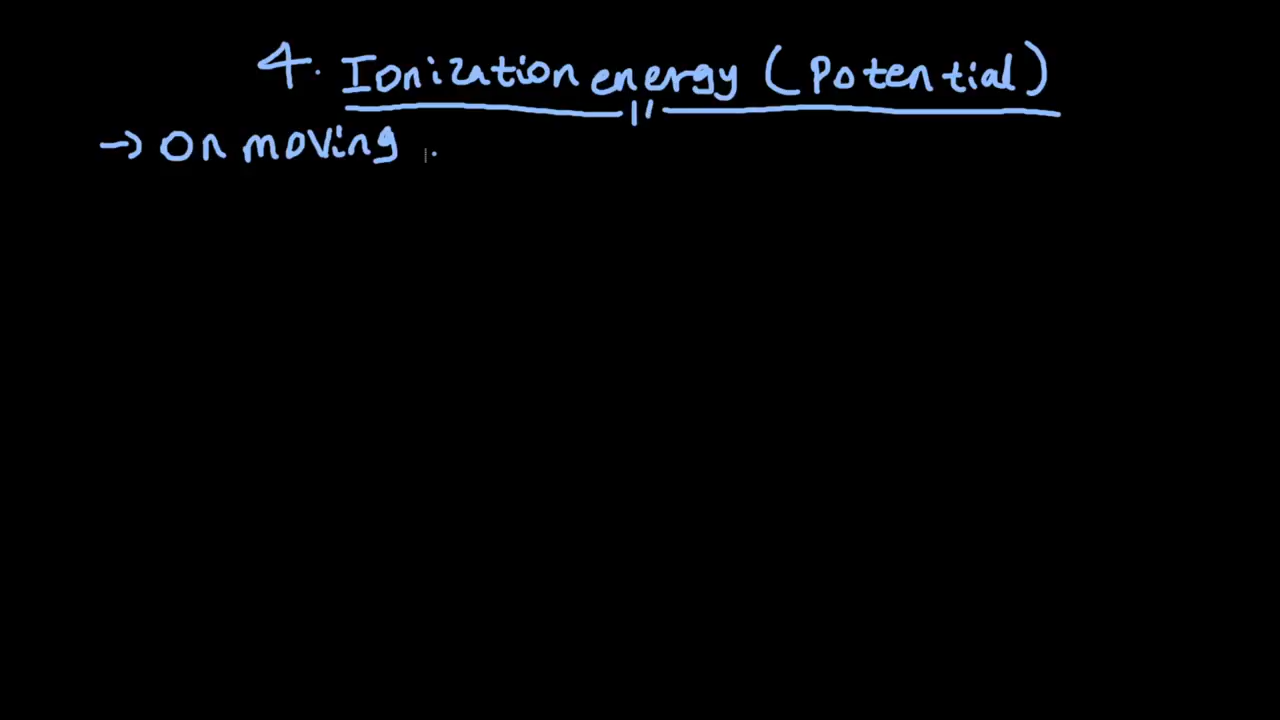 4. Ionization energy (Potential)
→ On moving